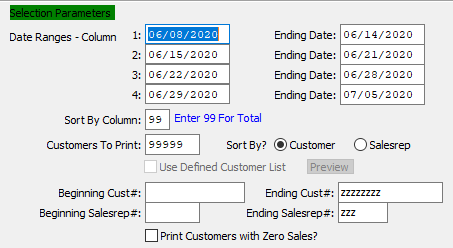 Selection Parameters
Date Ranges - Column 1: 06/08/2020 Ending Date: 06/14/2020
2: 06/15/2020 Ending Date: 06/21/2020
3: 06/22/2020 Ending Date: 06/28/2020
4: 06/29/2020 Ending Date: 07/05/2020
Sort By Column: 99 Enter 99 For Total
Customers To Print: 99999 Sort By? Customer Salesrep
Use Defined Customer List Preview
Beginning Cust#: Ending Cust#: zzzzzzzz
Beginning Salesrep#: Ending Salesrep#: zzz
Print Customers with Zero Sales?